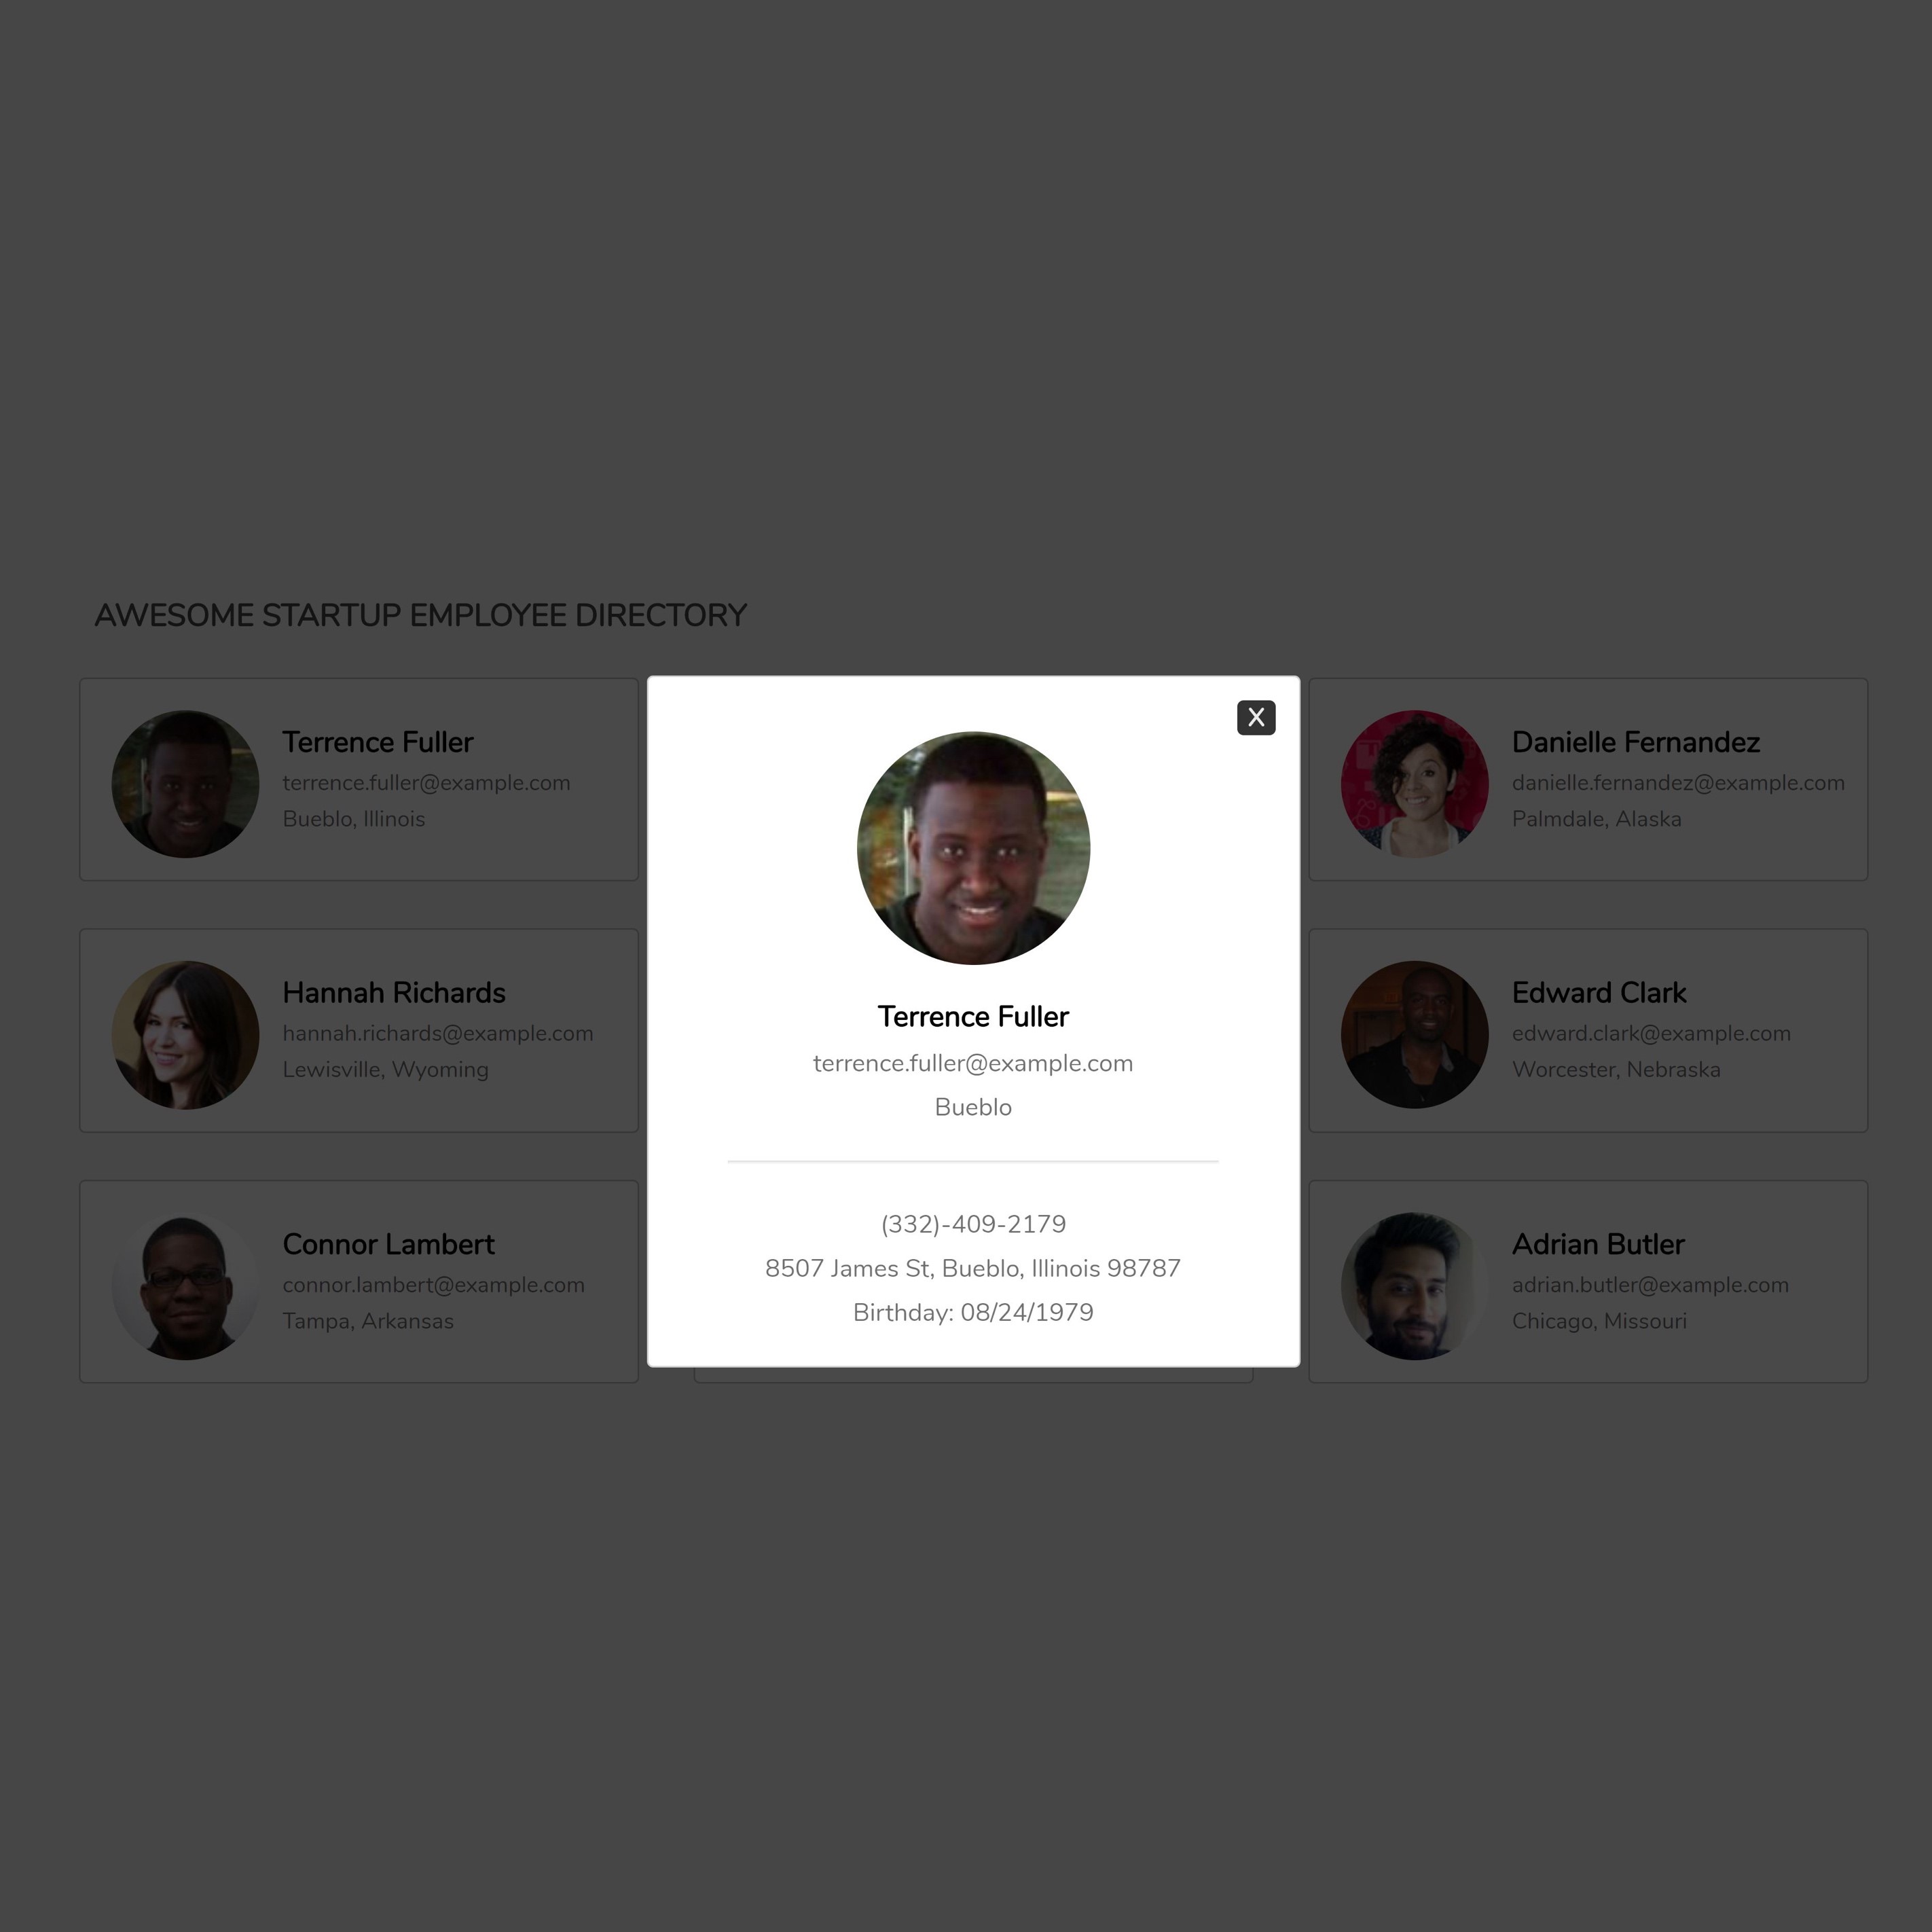 AWESOME STARTUP EMPLOYEE DIRECTORY
Terrence Fuller
terrence.fuller@example.com
Bueblo, Illinois
X
Terrence Fuller
terrence.fuller@example.com
Bueblo
(332)-409-2179
8507 James St, Bueblo, Illinois 98787
Birthday: 08/24/1979
Danielle Fernandez
danielle.fernandez@example.com
Palmdale, Alaska
Hannah Richards
hannah.richards@example.com
Lewisville, Wyoming
Edward Clark
edward.clark@example.com
Worcester, Nebraska
Connor Lambert
connor.lambert@example.com
Tampa, Arkansas
Adrian Butler
adrian.butler@example.com
Chicago, Missouri